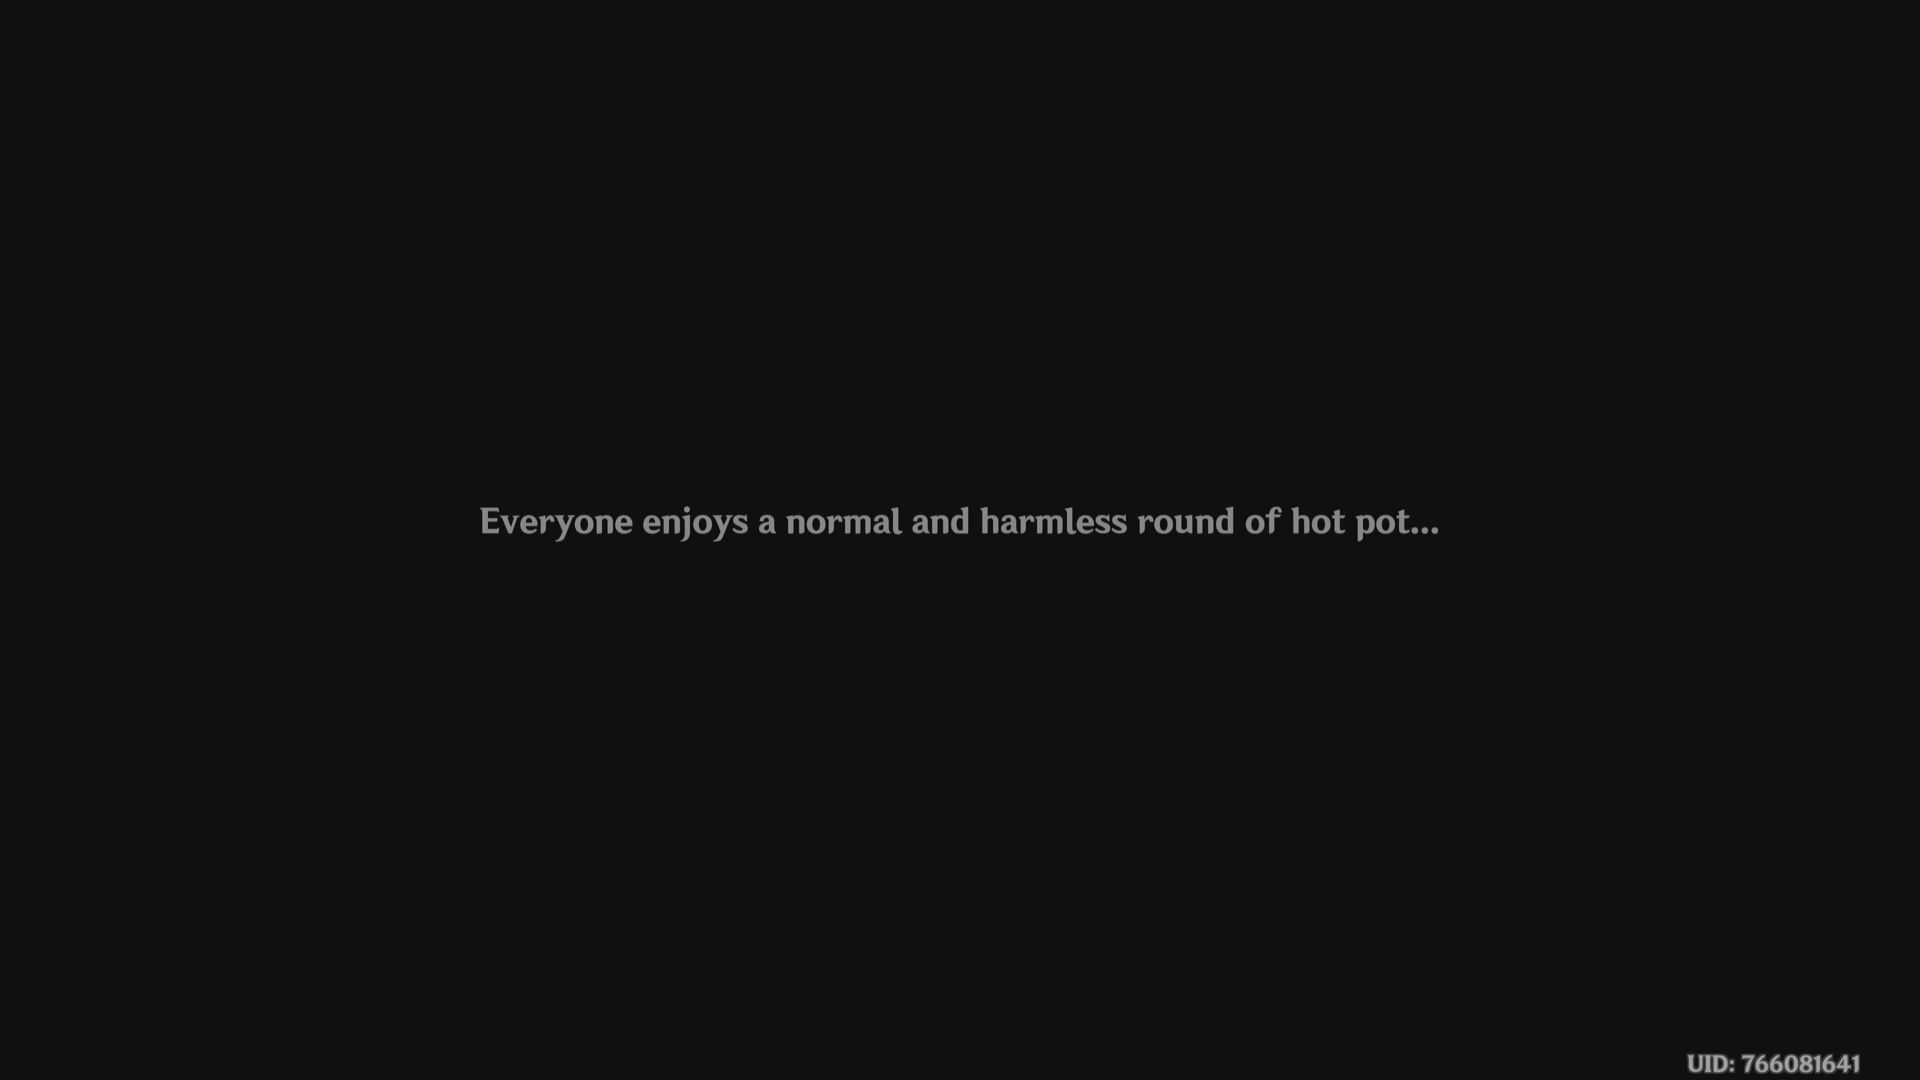 Everyone enjoys a normal and harmless round of hot pot...
UID: 766081641